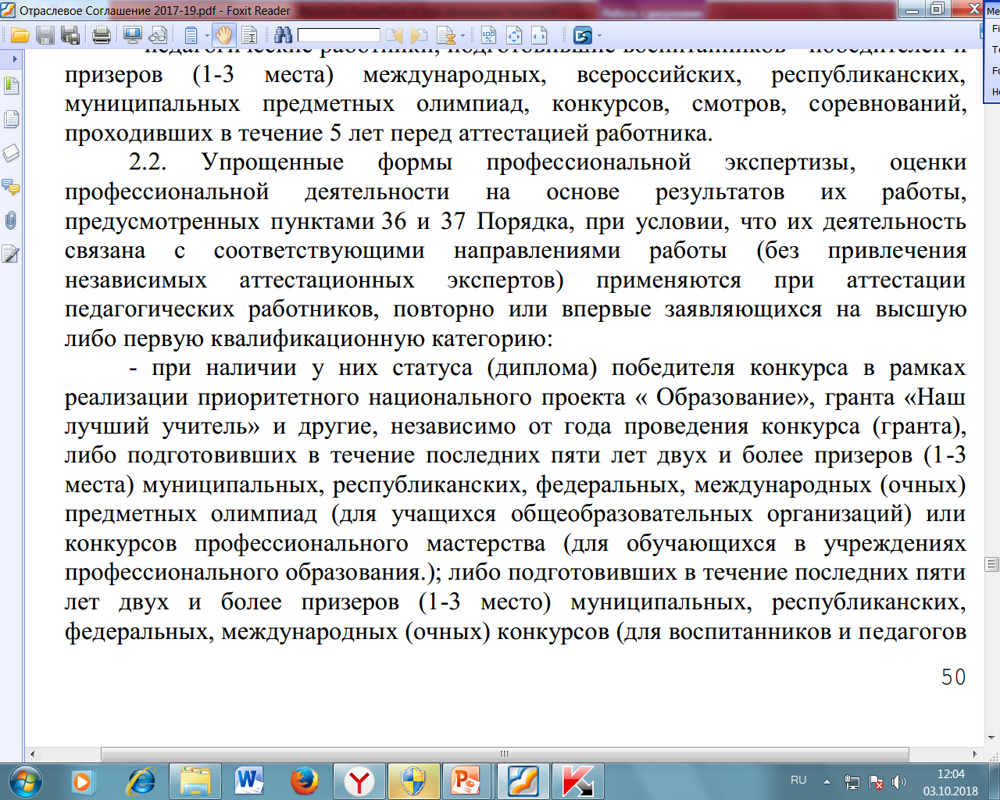 Отраслевое Соглашение 2017-19.pdf - Foxit Reader
педагогические работники, подготовившие воспитанников победителей и
призеров (1-3 места) международных, всероссийских, республиканских,
муниципальных предметных олимпиад, конкурсов, смотров, соревнований,
проходивших в течение 5 лет перед аттестацией работника.
2.2. Упрощенные формы профессиональной экспертизы, оценки
профессиональной деятельности на основе результатов их работы,
предусмотренных пунктами 36 и 37 Порядка, при условии, что их деятельность
связана с соответствующими направлениями работы (без привлечения
независимых аттестационных экспертов) применяются при аттестации
педагогических работников, повторно или впервые заявляющихся на высшую
либо первую квалификационную категорию:
- при наличии у них статуса (диплома) победителя конкурса в рамках
реализации приоритетного национального проекта « Образование», гранта «Наш
лучший учитель» и другие, независимо от года проведения конкурса (гранта),
либо подготовивших в течение последних пяти лет двух и более призеров (1-3
места) муниципальных, республиканских, федеральных, международных (очных)
предметных олимпиад (для учащихся общеобразовательных организаций) или
конкурсов профессионального мастерства (для обучающихся в учреждениях
профессионального образования.); либо подготовивших в течение последних пяти
лет двух и более призеров (1-3 место) муниципальных, республиканских,
федеральных, международных (очных) конкурсов (для воспитанников и педагогов
50
RU
12:04
03.10.2018